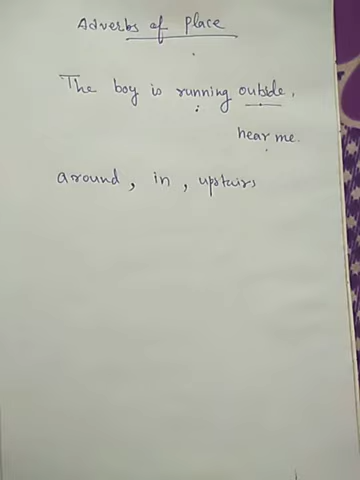 Adverbs of Place
The boy is running outside,
near me.
around, in, upstairs